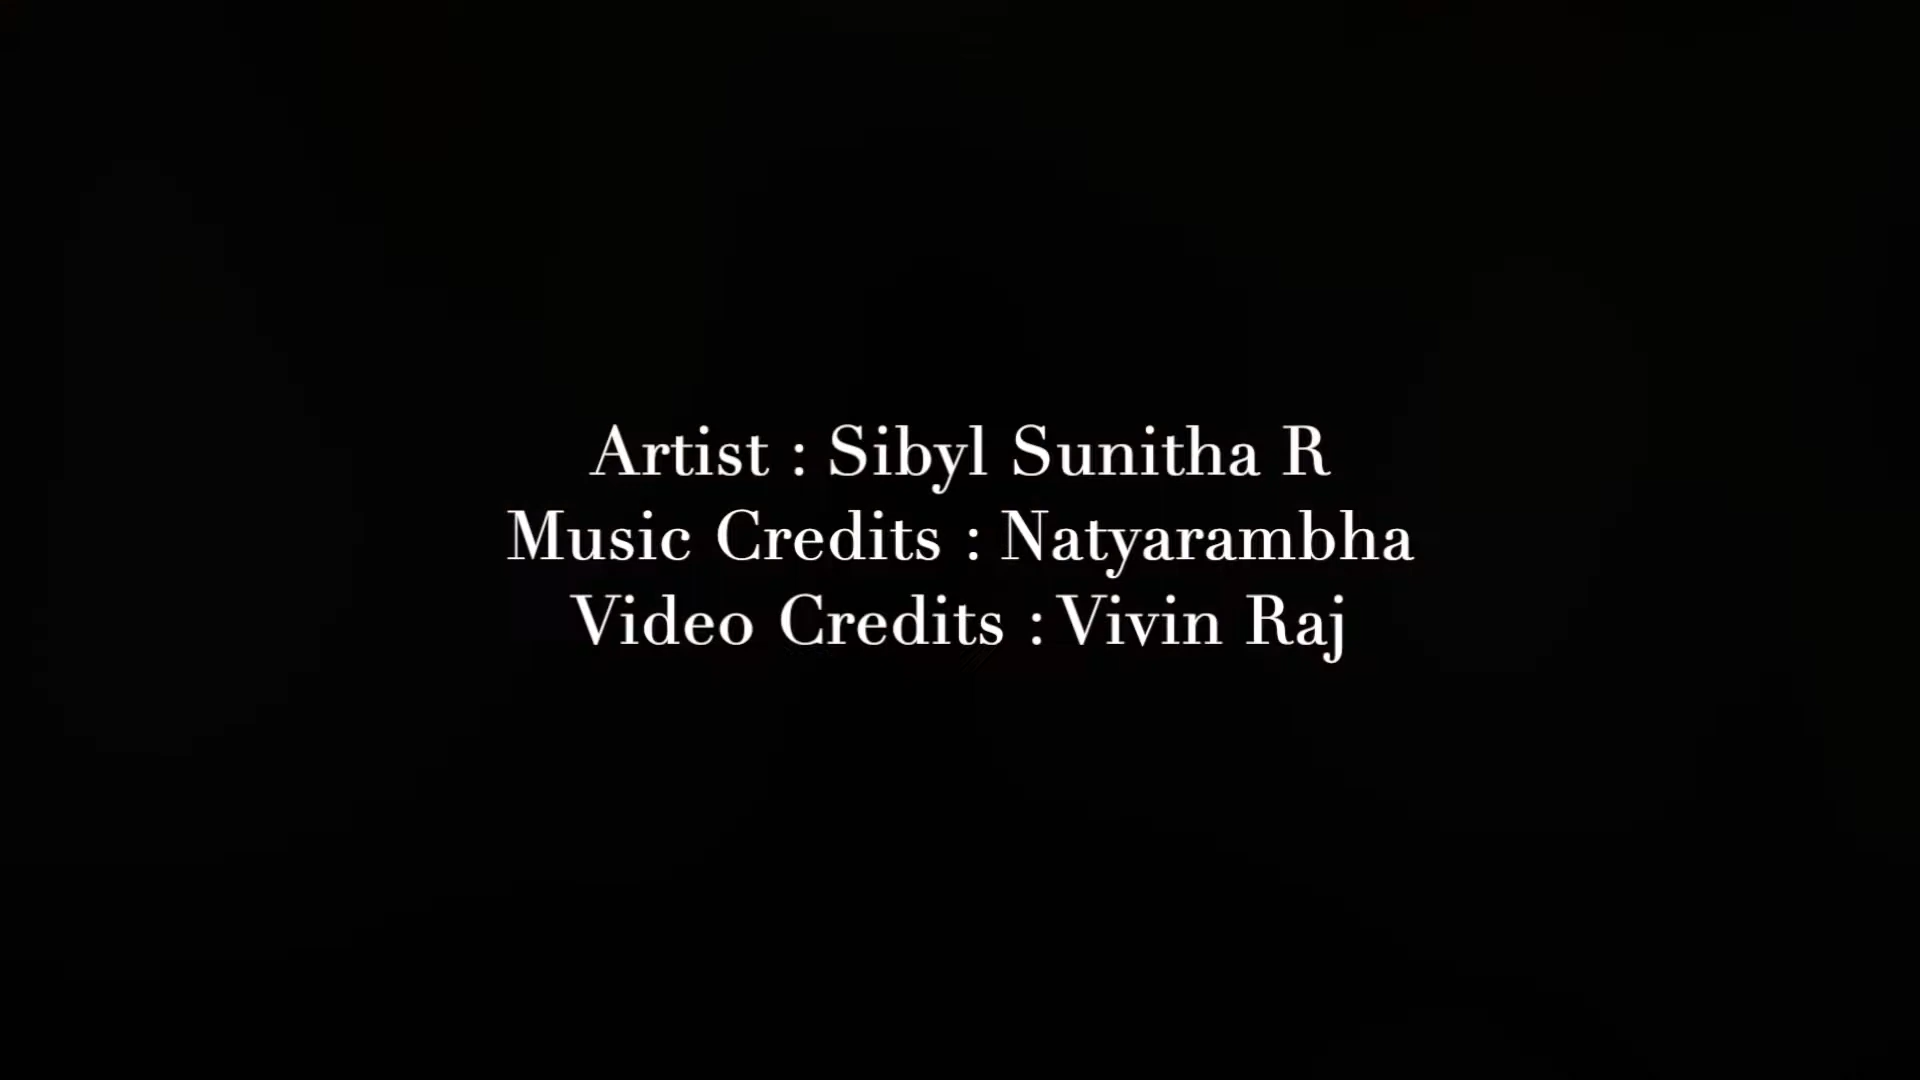 Artist : Sibyl Sunitha R
Music Credits : Natyarambha
Video Credits : Vivin Raj